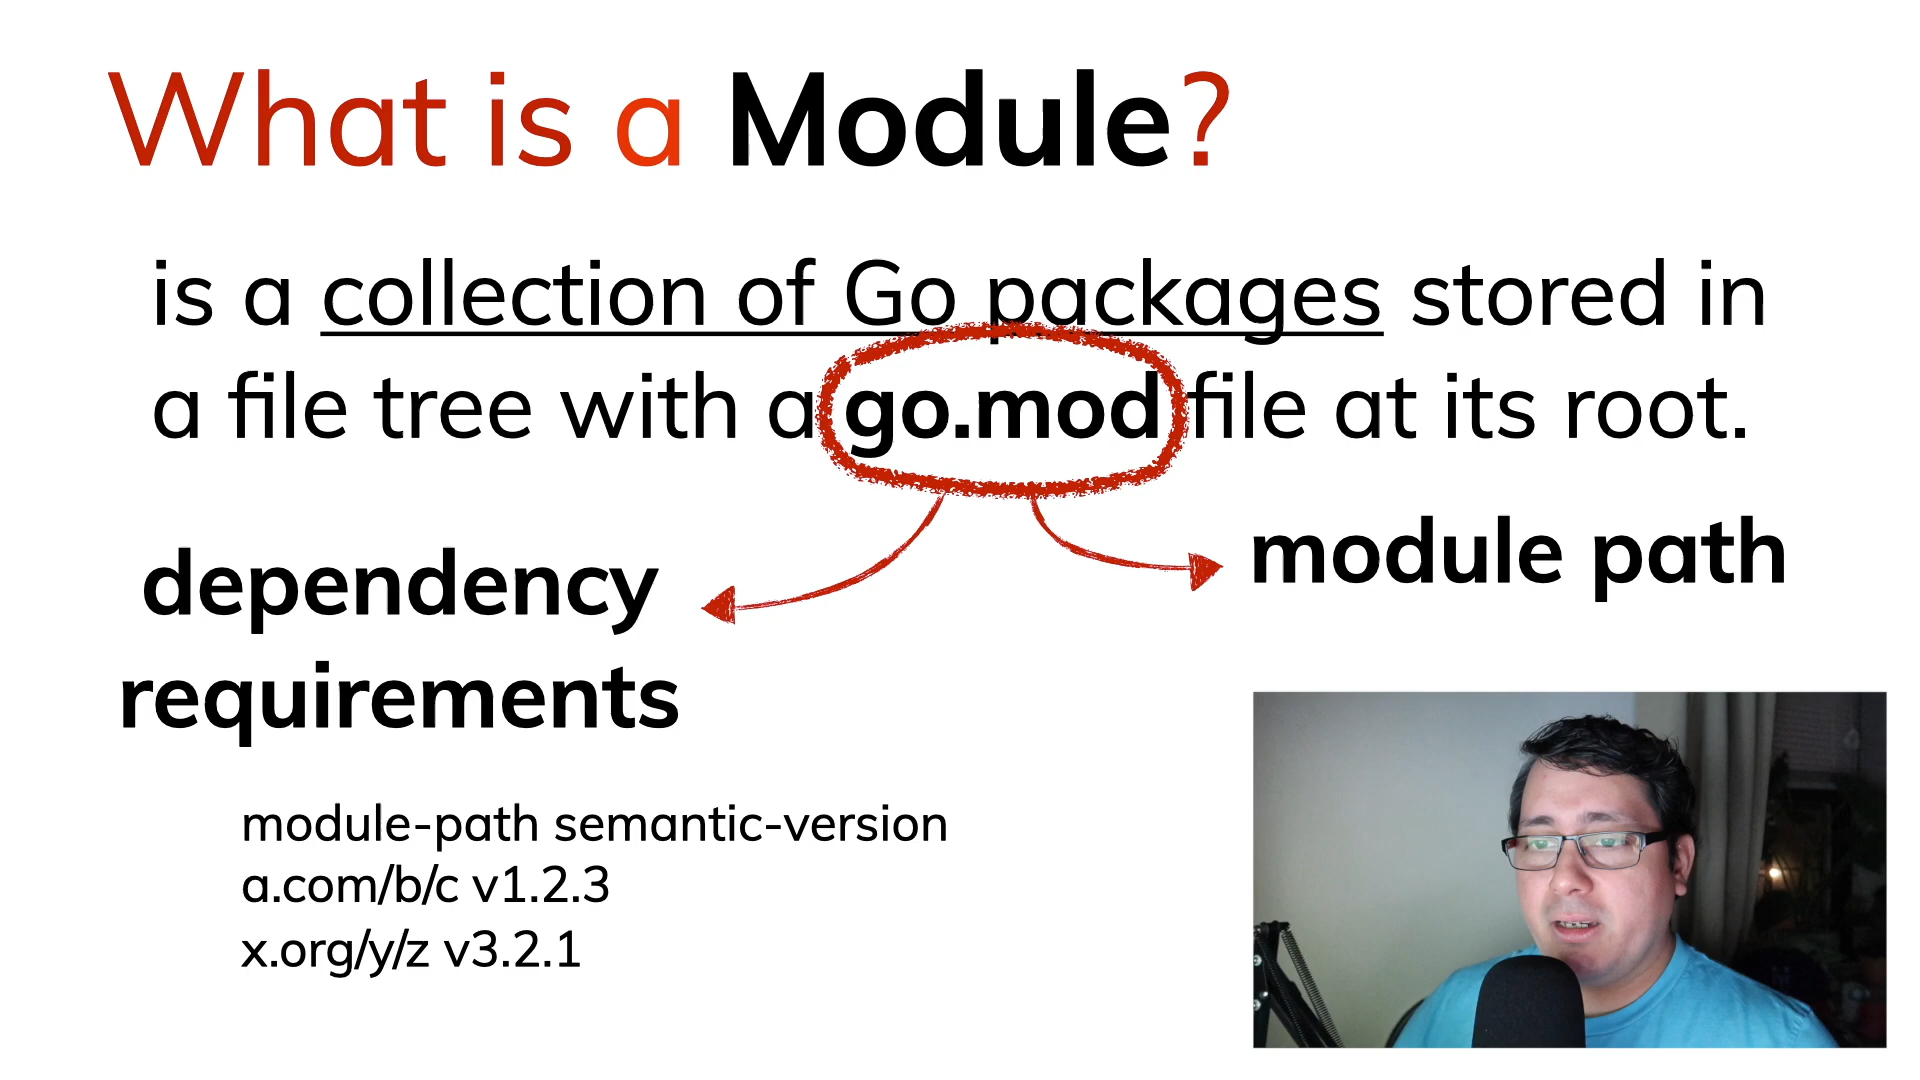 What is a Module?
is a collection of Go packages stored in
a file tree with a go.mod file at its root.
module path
dependency
requirements
module-path semantic-version
a.com/b/c v1.2.3
x.org/y/z v3.2.1